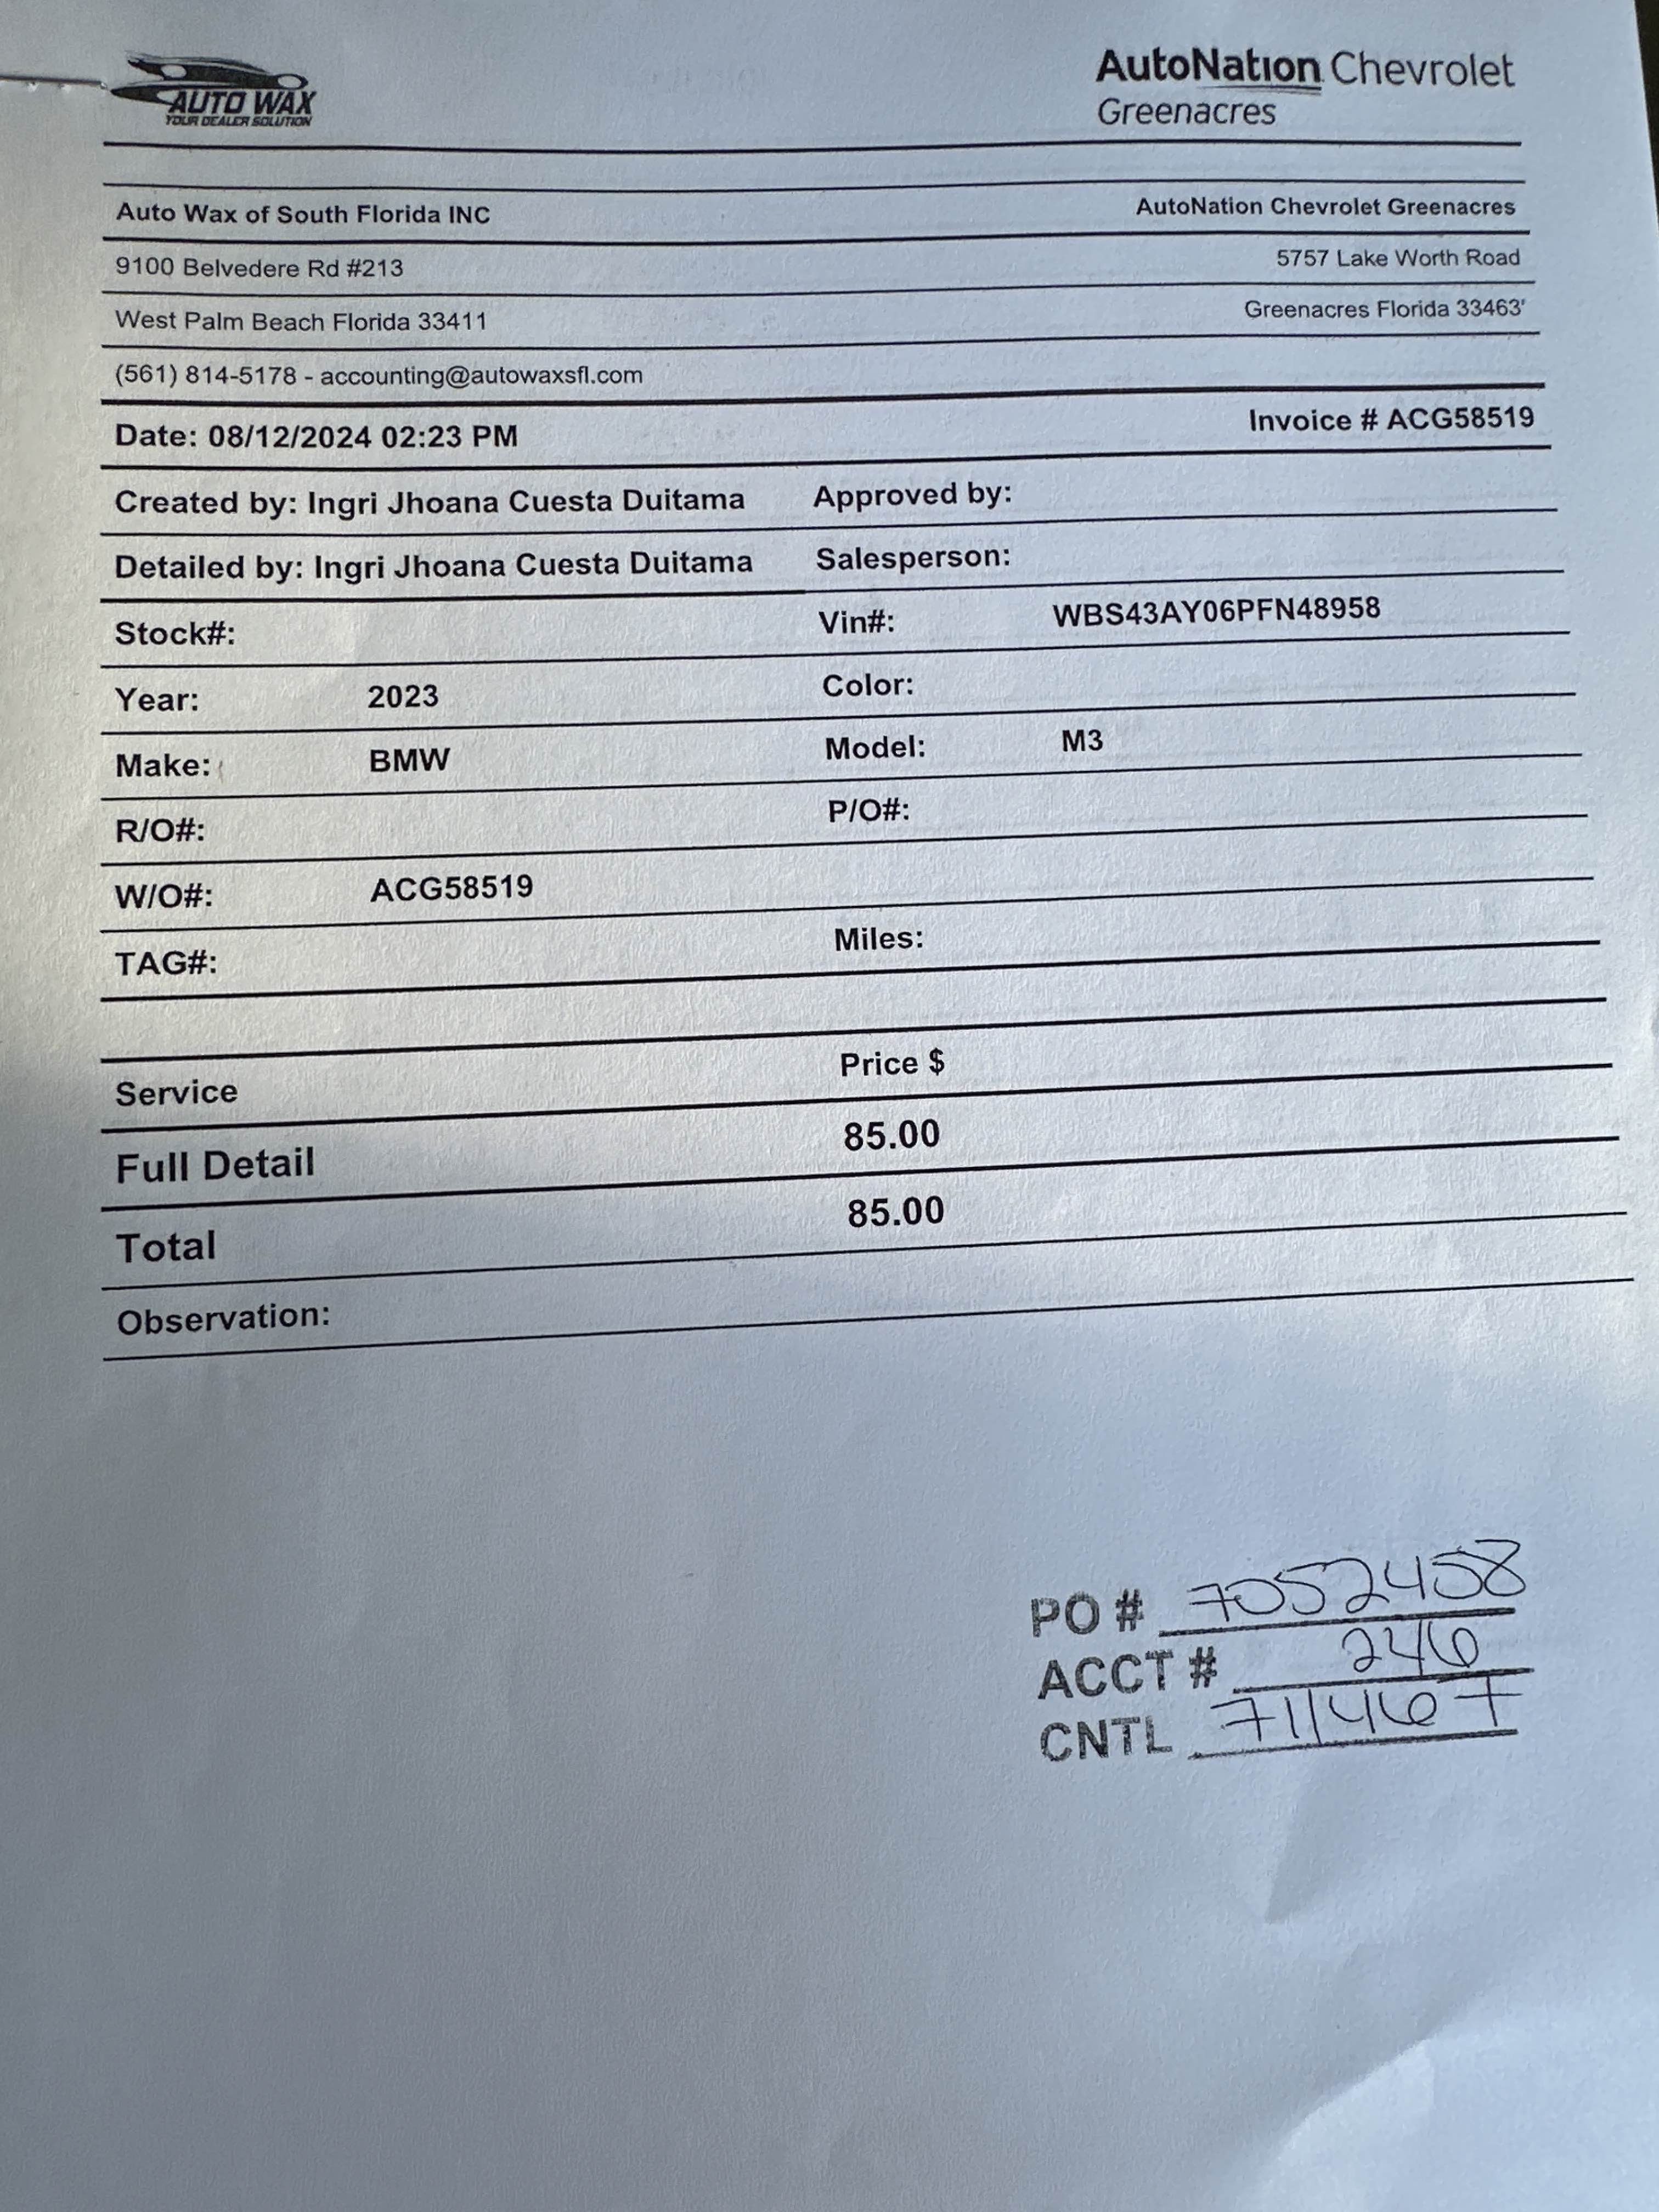 AUTO WAX
YOUR DEALER SOLUTION
AutoNation Chevrolet
Greenacres
Auto Wax of South Florida INC
AutoNation Chevrolet Greenacres
9100 Belvedere Rd #213
5757 Lake Worth Road
West Palm Beach Florida 33411
Greenacres Florida 33463'
(561) 814-5178 - accounting@autowaxsfl.com
Date: 08/12/2024 02:23 PM
Invoice # ACG58519
Created by: Ingri Jhoana Cuesta Duitama Approved by:
Detailed by: Ingri Jhoana Cuesta Duitama Salesperson:
Stock#: Vin#: WBS43AY06PFN48958
Year: 2023 Color:
Make: BMW Model: M3
R/O#: P/O#:
W/O#: ACG58519
TAG#: Miles:
Service Price $
Full Detail 85.00
Total 85.00
Observation:
PO # 7052458
ACCT # 246
CNTL 711467